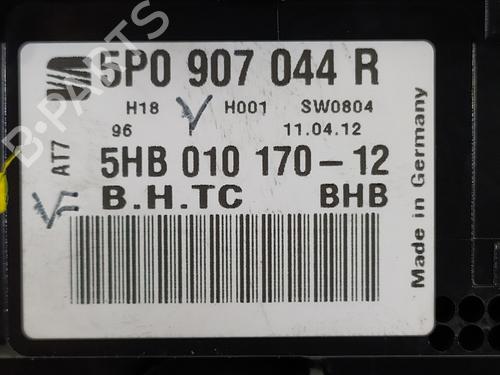 5P0 907 044 R
H18 H001 SW0804
96 11.04.12
AT7
5HB 010 170-12
B.H.TC BHB
Made in Germany
B-PARTS